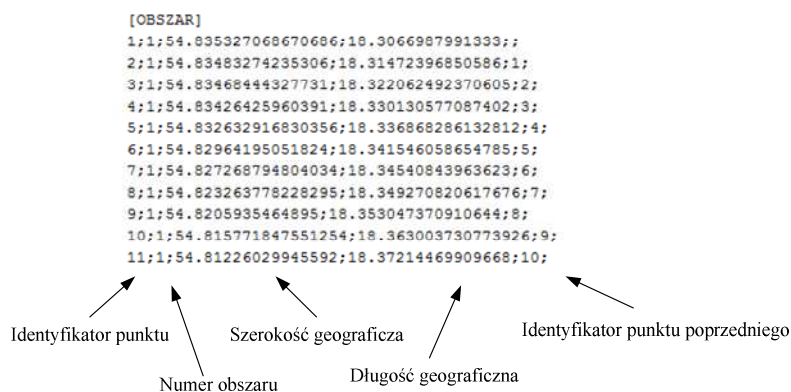 [OBSZAR]
1;1;54.835327068670686;18.3066987991333;;
2;1;54.83483274235306;18.31472396850586;1;
3;1;54.83468444327731;18.322062492370605;2;
4;1;54.83426425960391;18.330130577087402;3;
5;1;54.832632916830356;18.336868286132812;4;
6;1;54.82964195051824;18.341546058654785;5;
7;1;54.827268794804034;18.34540843963623;6;
8;1;54.823263778228295;18.349270820617676;7;
9;1;54.8205935464895;18.353047370910644;8;
10;1;54.815771847551254;18.363003730773926;9;
11;1;54.81226029945592;18.37214469909668;10;
Identyfikator punktu
Szerokość geograficza
Identyfikator punktu poprzedniego
Numer obszaru
Długość geograficzna